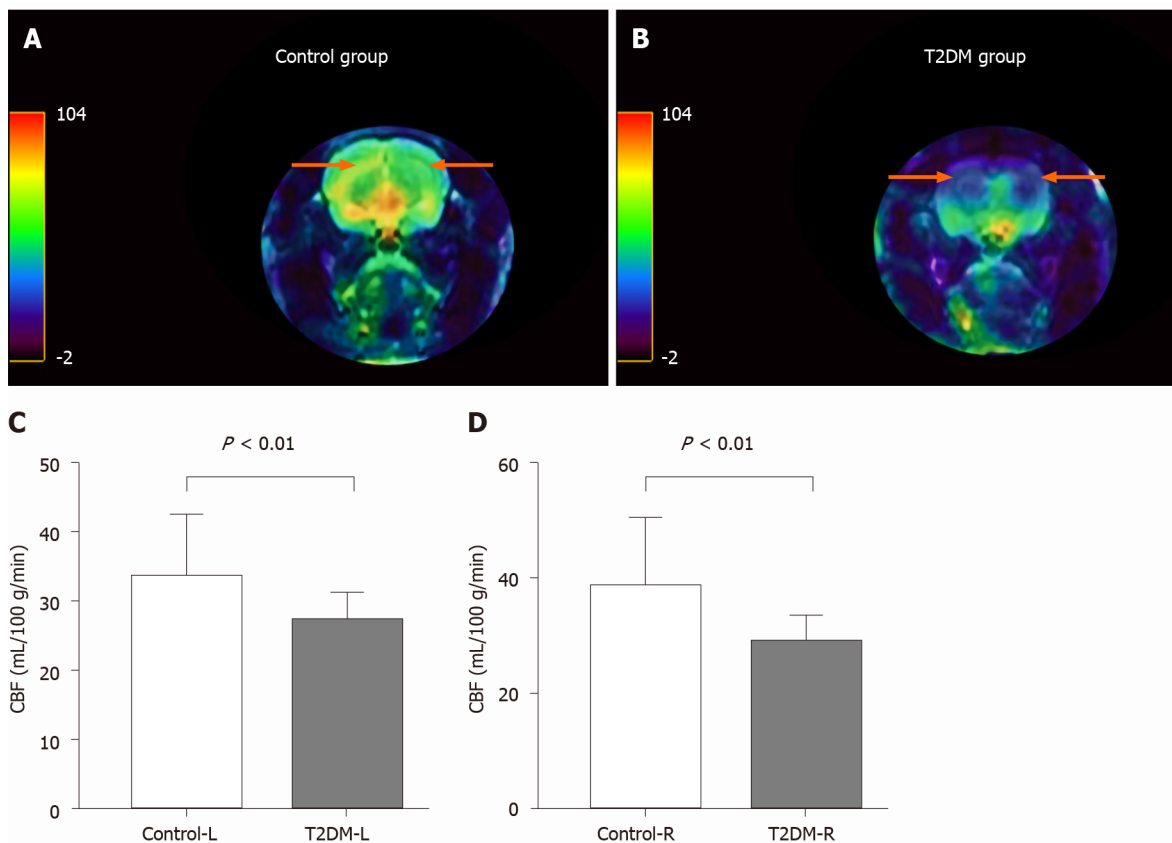 A
Control group
104
-2
B
T2DM group
104
-2
C
P < 0.01
50
40
30
20
10
0
CBF (mL/100 g/min)
Control-L
T2DM-L
D
P < 0.01
60
40
20
0
CBF (mL/100 g/min)
Control-R
T2DM-R